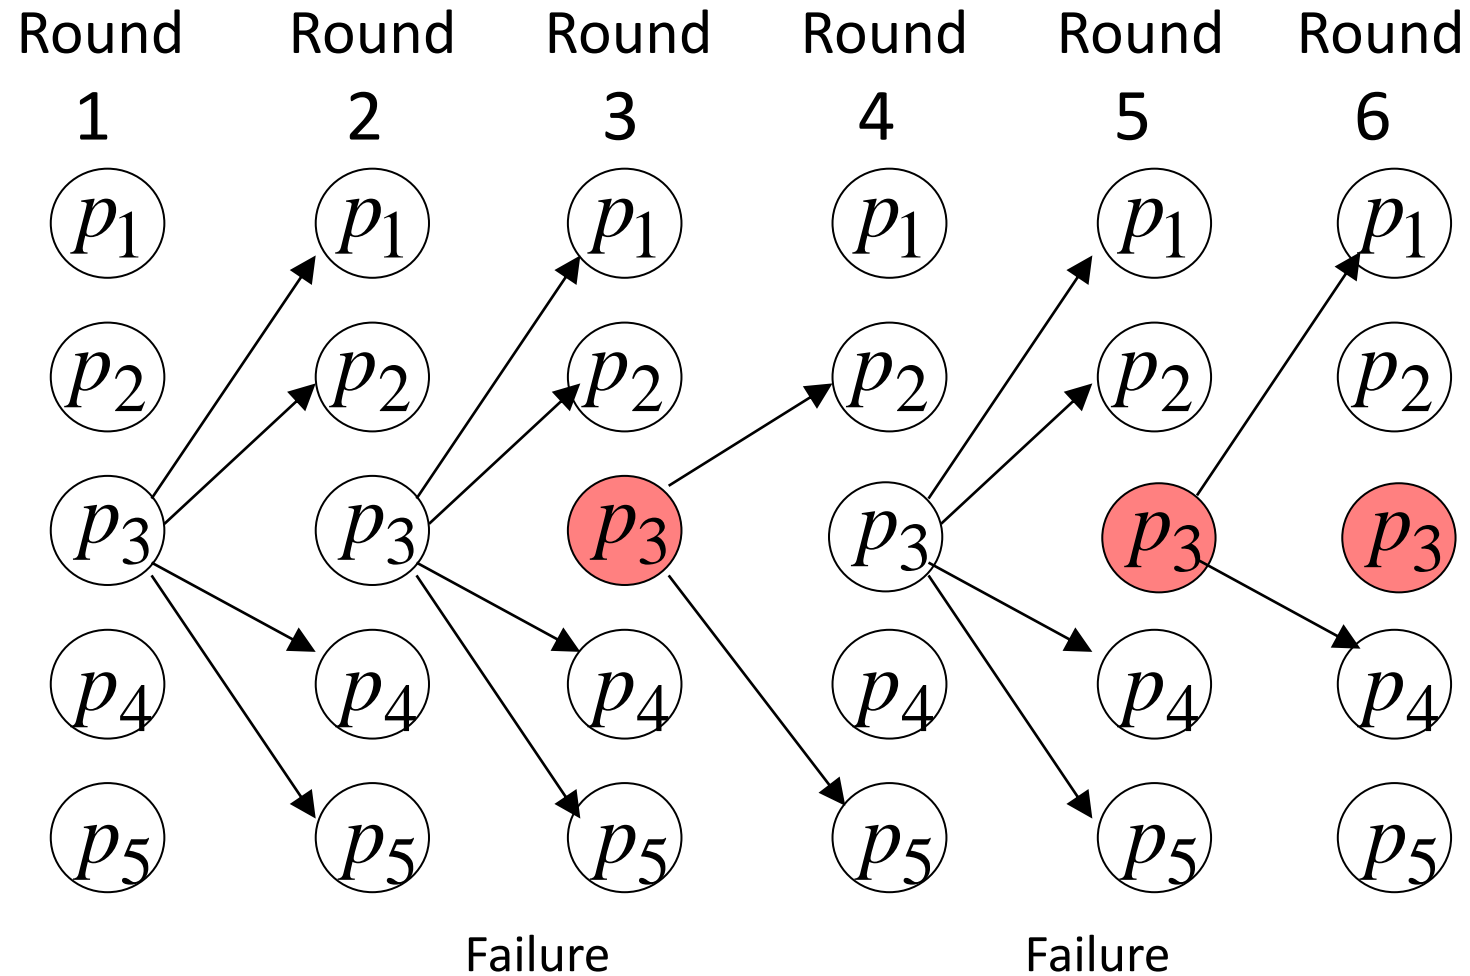 Round Round Round Round Round Round
1 2 3 4 5 6
p1 p1 p1 p1 p1 p1
p2 p2 p2 p2 p2 p2
p3 p3 p3 p3 p3 p3
p4 p4 p4 p4 p4 p4
p5 p5 p5 p5 p5 p5
Failure Failure